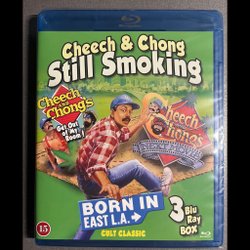 Cheech & Chong
Still Smoking
Cheech
and
Chong's
Get Out
of My
Room!
Cheech
Chong's
BORN IN
EAST L.A.
CULT CLASSIC
3 Blu
Ray
BOX
15